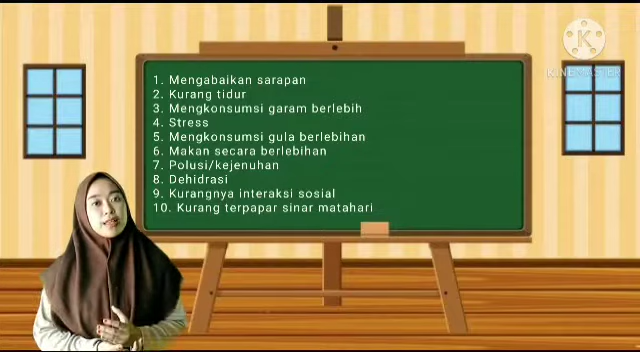 K
KINEMASTER
1. Mengabaikan sarapan
2. Kurang tidur
3. Mengkonsumsi garam berlebih
4. Stress
5. Mengkonsumsi gula berlebihan
6. Makan secara berlebihan
7. Polusi/kejenuhan
8. Dehidrasi
9. Kurangnya interaksi sosial
10. Kurang terpapar sinar matahari